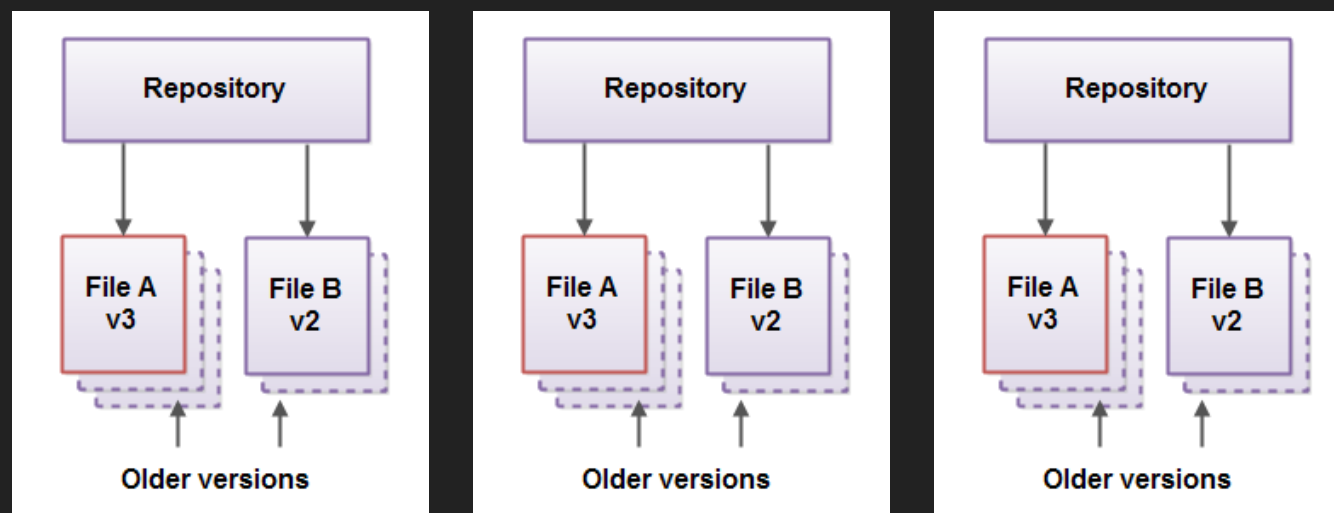 Repository
File A
v3
File B
v2
Older versions
Repository
File A
v3
File B
v2
Older versions
Repository
File A
v3
File B
v2
Older versions